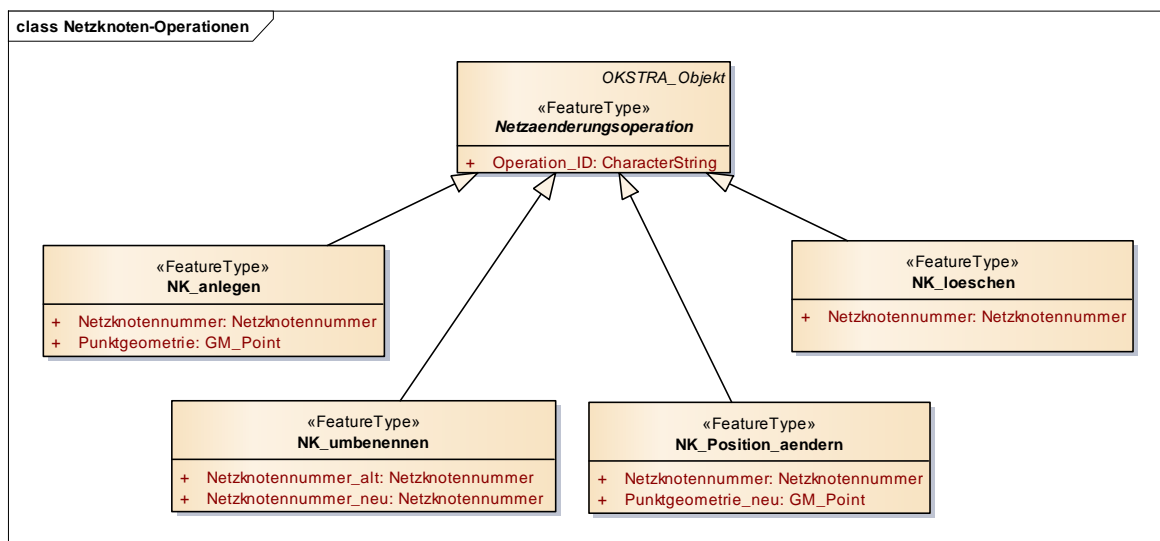 class Netzknoten-Operationen
OKSTRA_Objekt
«FeatureType»
Netzaenderungsoperation
+ Operation_ID: CharacterString
«FeatureType»
NK_anlegen
+ Netzknotennummer: Netzknotennummer
+ Punktgeometrie: GM_Point
«FeatureType»
NK_loeschen
+ Netzknotennummer: Netzknotennummer
«FeatureType»
NK_umbenennen
+ Netzknotennummer_alt: Netzknotennummer
+ Netzknotennummer_neu: Netzknotennummer
«FeatureType»
NK_Position_aendern
+ Netzknotennummer: Netzknotennummer
+ Punktgeometrie_neu: GM_Point